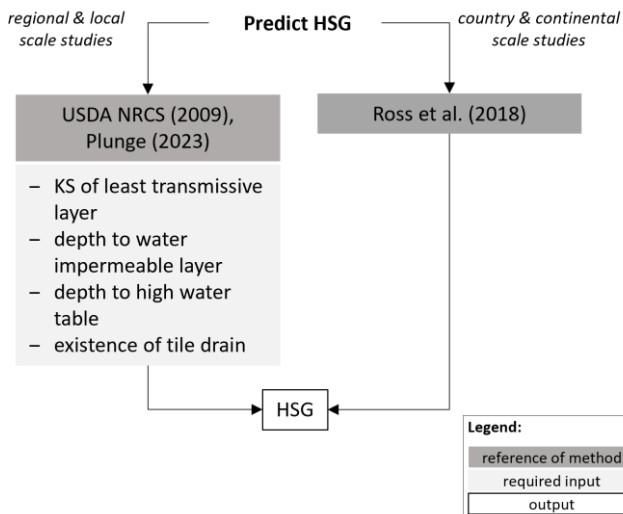 Predict HSG
regional & local
scale studies
country & continental
scale studies
USDA NRCS (2009),
Plunge (2023)
– KS of least transmissive
layer
– depth to water
impermeable layer
– depth to high water
table
– existence of tile drain
Ross et al. (2018)
HSG
Legend:
reference of method
required input
output